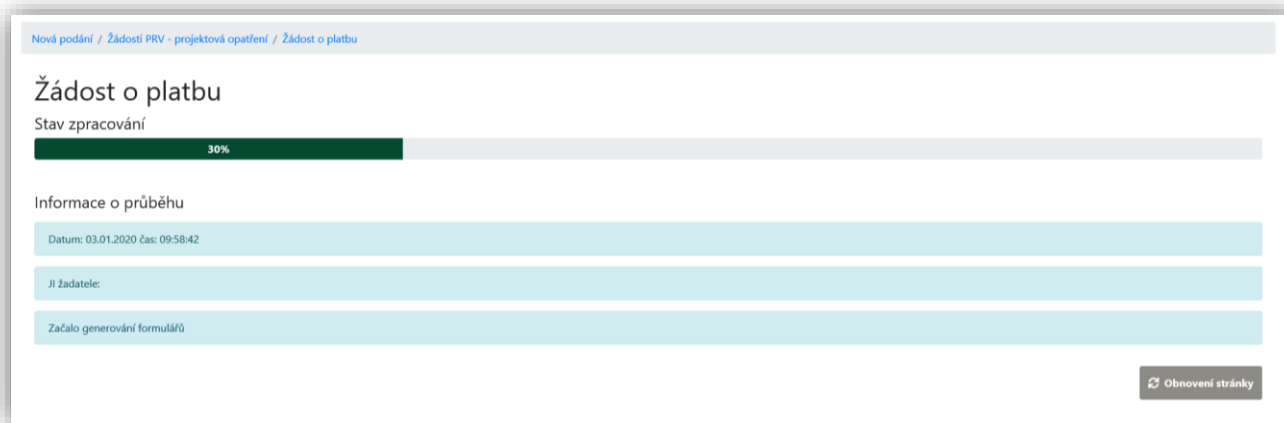 Nová podání / Žádosti PRV - projektová opatření / Žádost o platbu
Žádost o platbu
Stav zpracování
30%
Informace o průběhu
Datum: 03.01.2020 čas: 09:58:42
JI žadatele:
Začalo generování formulářů
Obnovení stránky